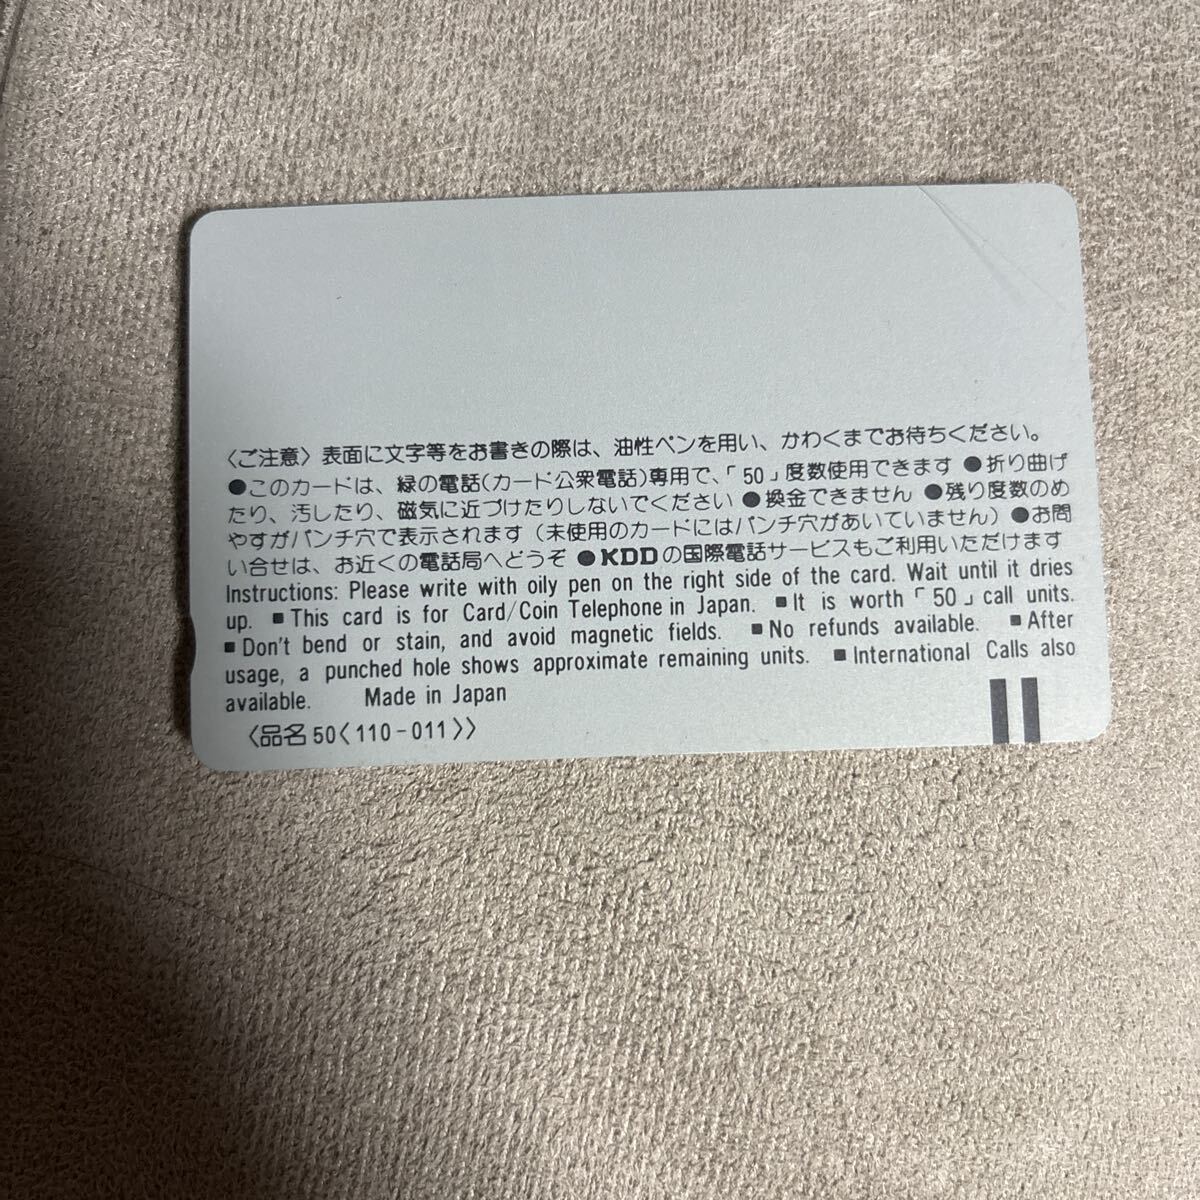 〈ご注意〉表面に文字等をお書きの際は、油性ペンを用い、かわくまでお待ちください。
●このカードは、緑の電話(カード公衆電話)専用で、「50」度数使用できます ●折り曲げ
たり、汚したり、磁気に近づけたりしないでください ●換金できません ●残り度数のめ
やすがパンチ穴で表示されます(未使用のカードにはパンチ穴があいていません) ●お問
い合せは、お近くの電話局へどうぞ ●KDDの国際電話サービスもご利用いただけます
Instructions: Please write with oily pen on the right side of the card. Wait until it dries
up. ■This card is for Card/Coin Telephone in Japan. ■It is worth「50」call units.
■Don't bend or stain, and avoid magnetic fields. ■No refunds available. ■After
usage, a punched hole shows approximate remaining units. ■International Calls also
available. Made in Japan
〈品名 50〈110-011〉〉